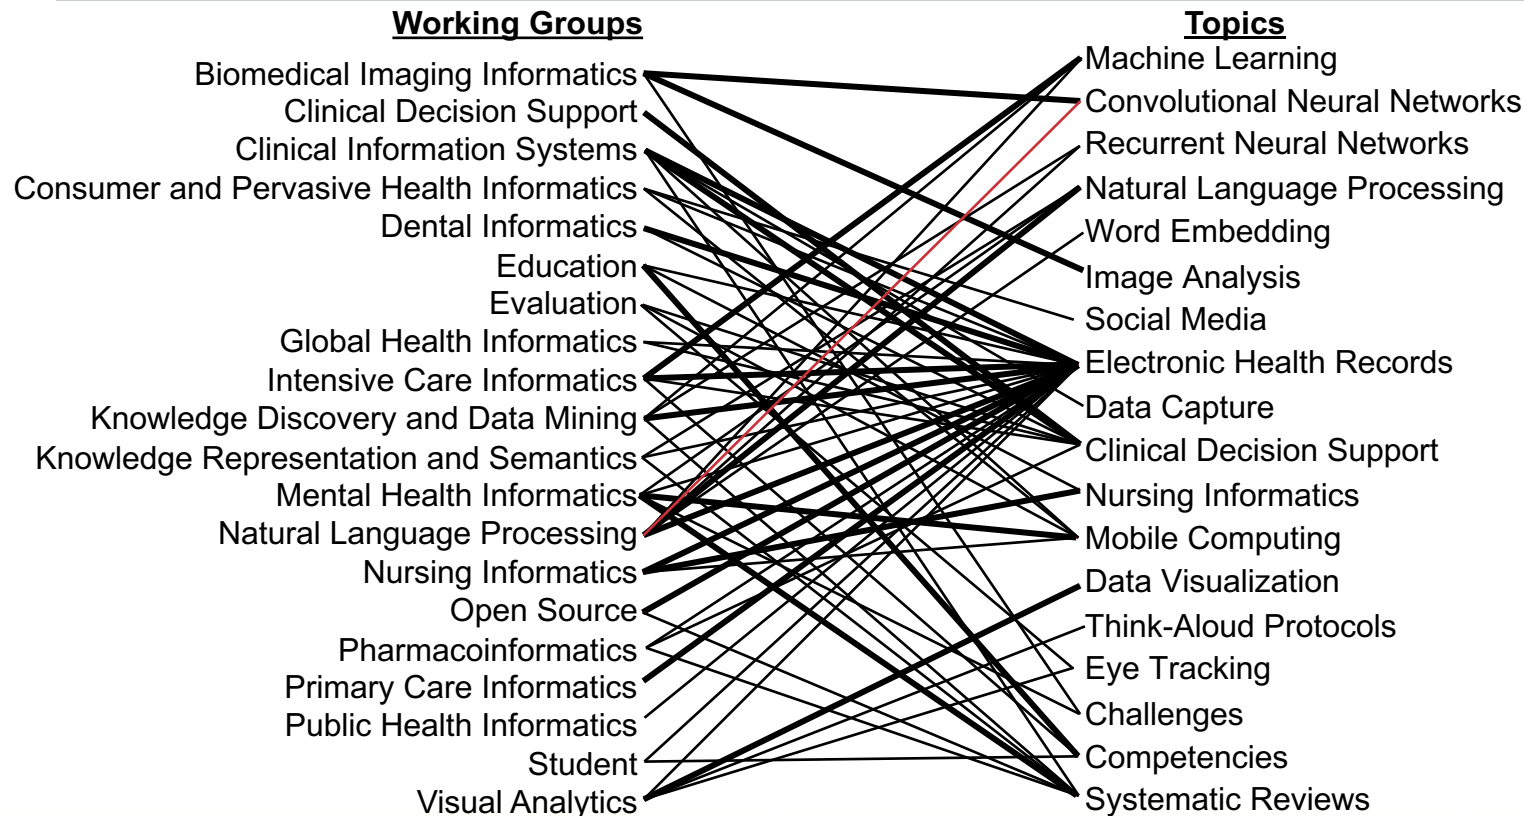 Working Groups
Biomedical Imaging Informatics
Clinical Decision Support
Clinical Information Systems
Consumer and Pervasive Health Informatics
Dental Informatics
Education
Evaluation
Global Health Informatics
Intensive Care Informatics
Knowledge Discovery and Data Mining
Knowledge Representation and Semantics
Mental Health Informatics
Natural Language Processing
Nursing Informatics
Open Source
Pharmacoinformatics
Primary Care Informatics
Public Health Informatics
Student
Visual Analytics
Topics
Machine Learning
Convolutional Neural Networks
Recurrent Neural Networks
Natural Language Processing
Word Embedding
Image Analysis
Social Media
Electronic Health Records
Data Capture
Clinical Decision Support
Nursing Informatics
Mobile Computing
Data Visualization
Think-Aloud Protocols
Eye Tracking
Challenges
Competencies
Systematic Reviews